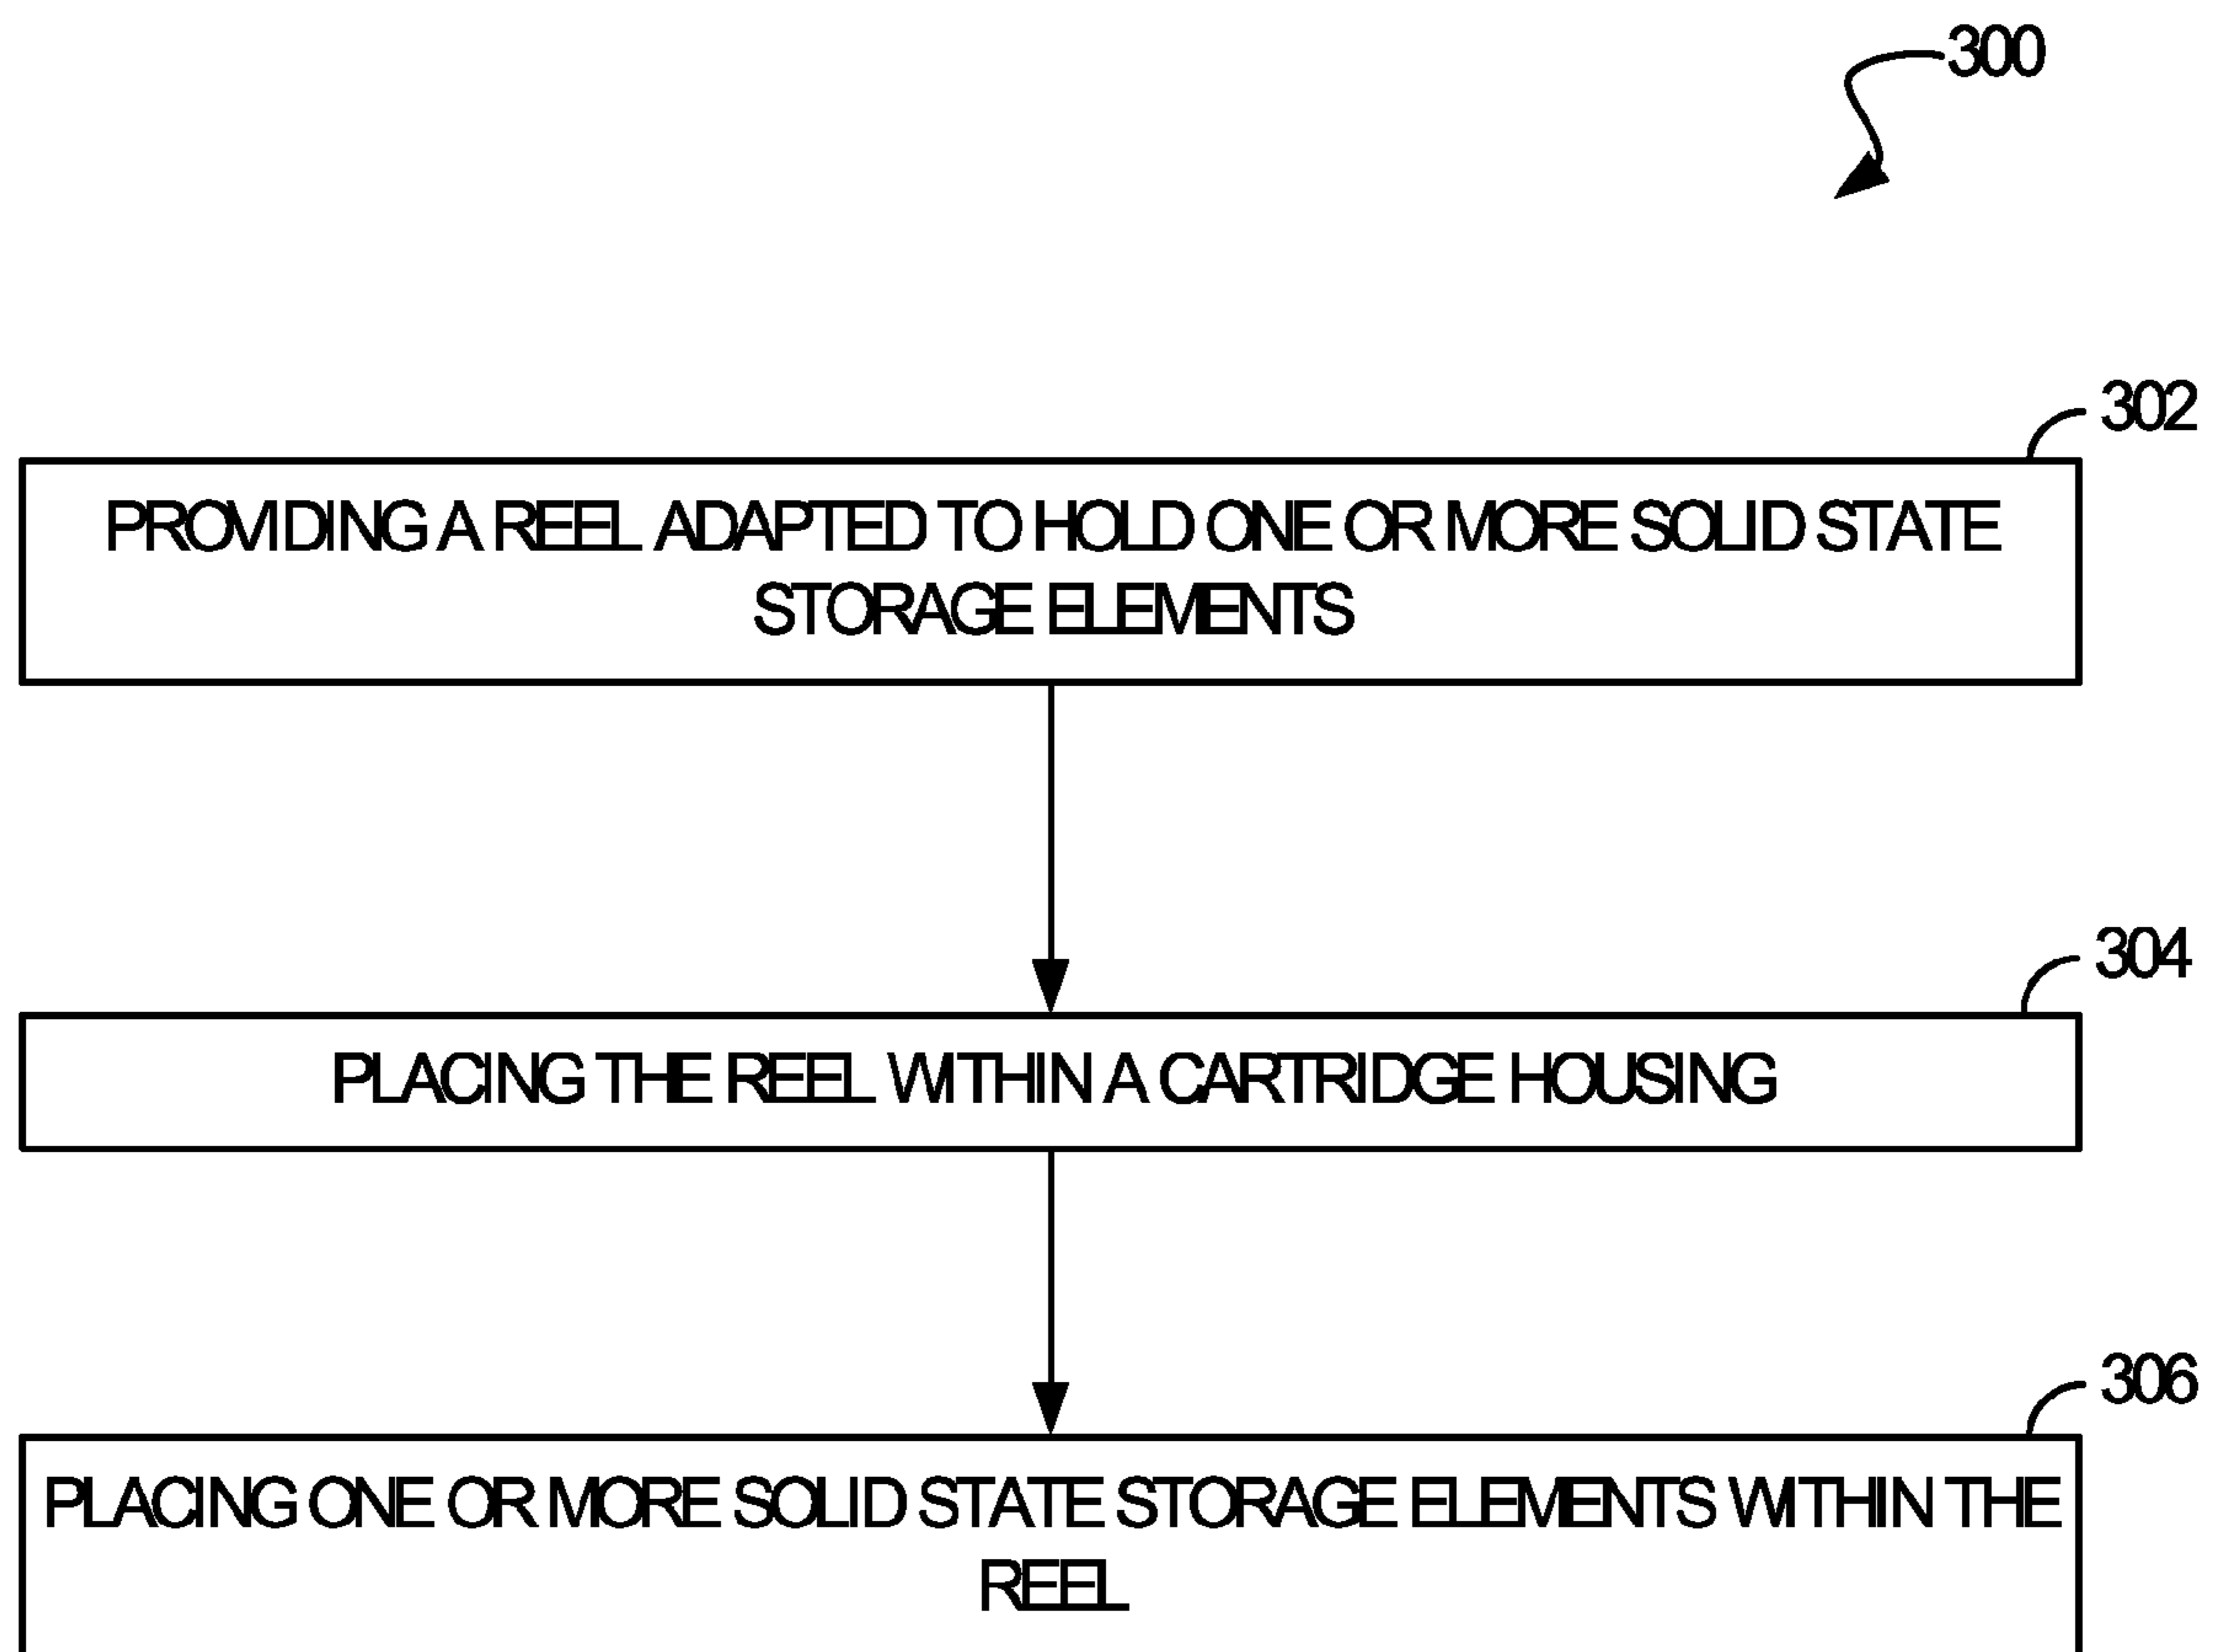 300
302
PROVIDING A REEL ADAPTED TO HOLD ONE OR MORE SOLID STATE
STORAGE ELEMENTS
304
PLACING THE REEL WITHIN A CARTRIDGE HOUSING
306
PLACING ONE OR MORE SOLID STATE STORAGE ELEMENTS WITHIN THE
REEL